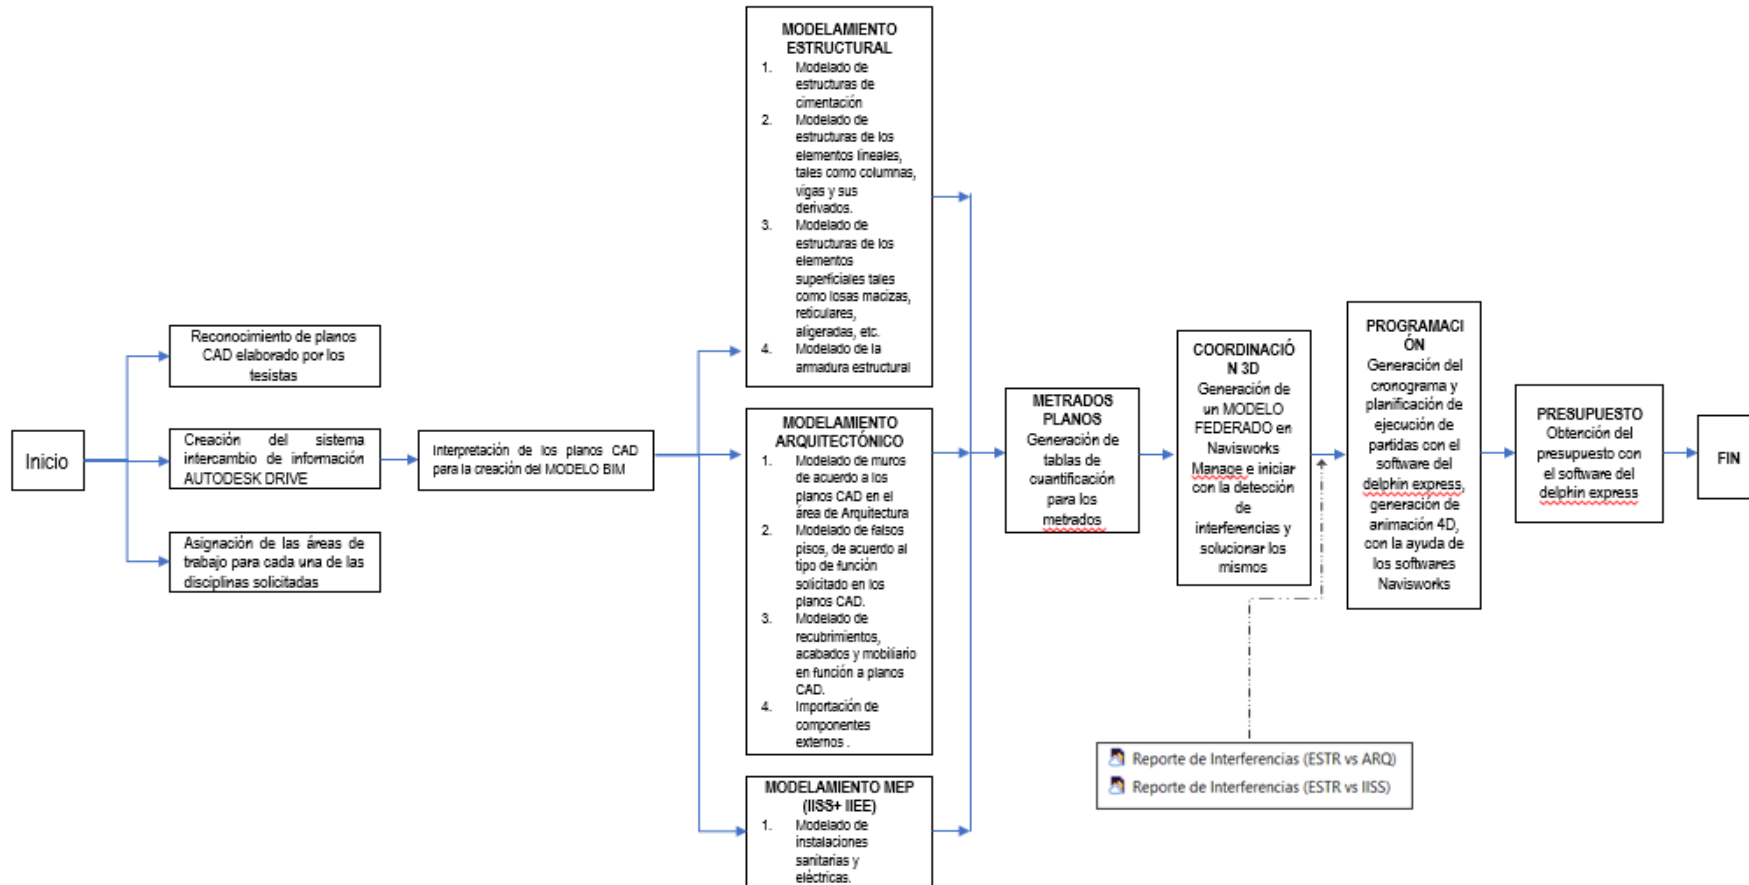 Inicio
Reconocimiento de planos
CAD elaborado por los
tesistas
Creación del sistema
intercambio de información
AUTODESK DRIVE
Asignación de las áreas de
trabajo para cada una de las
disciplinas solicitadas
Interpretación de los planos CAD
para la creación del MODELO BIM
MODELAMIENTO
ESTRUCTURAL
1. Modelado de
estructuras de
cimentación
2. Modelado de
estructuras de los
elementos lineales,
tales como columnas,
vigas y sus
derivados.
3. Modelado de
estructuras de los
elementos
superficiales tales
como losas macizas,
reticulares,
aligeradas, etc.
4. Modelado de la
armadura estructural
MODELAMIENTO
ARQUITECTÓNICO
1. Modelado de muros
de acuerdo a los
planos CAD en el
área de Arquitectura
2. Modelado de falsos
pisos, de acuerdo al
tipo de función
solicitado en los
planos CAD.
3. Modelado de
recubrimientos,
acabados y mobiliario
en función a planos
CAD.
4. Importación de
componentes
externos .
MODELAMIENTO MEP
(IISS+ IIEE)
1. Modelado de
instalaciones
sanitarias y
eléctricas.
METRADOS
PLANOS
Generación de
tablas de
cuantificación
para los
metrados
COORDINACIÓ
N 3D
Generación de
un MODELO
FEDERADO en
Navisworks
Manage e iniciar
con la detección
de
interferencias y
solucionar los
mismos
Reporte de Interferencias (ESTR vs ARQ)
Reporte de Interferencias (ESTR vs IISS)
PROGRAMACI
ÓN
Generación del
cronograma y
planificación de
ejecución de
partidas con el
software del
delphin express,
generación de
animación 4D,
con la ayuda de
los softwares
Navisworks
PRESUPUESTO
Obtención del
presupuesto con
el software del
delphin express
FIN